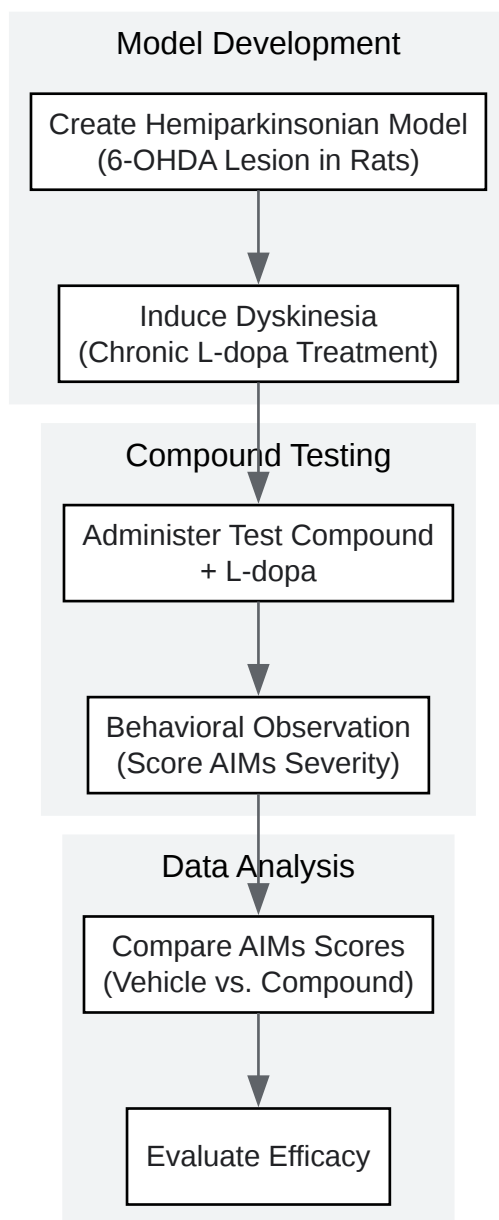 Model Development
Create Hemiparkinsonian Model
(6-OHDA Lesion in Rats)
Induce Dyskinesia
(Chronic L-dopa Treatment)
Compound Testing
Administer Test Compound
+ L-dopa
Behavioral Observation
(Score AIMs Severity)
Data Analysis
Compare AIMs Scores
(Vehicle vs. Compound)
Evaluate Efficacy